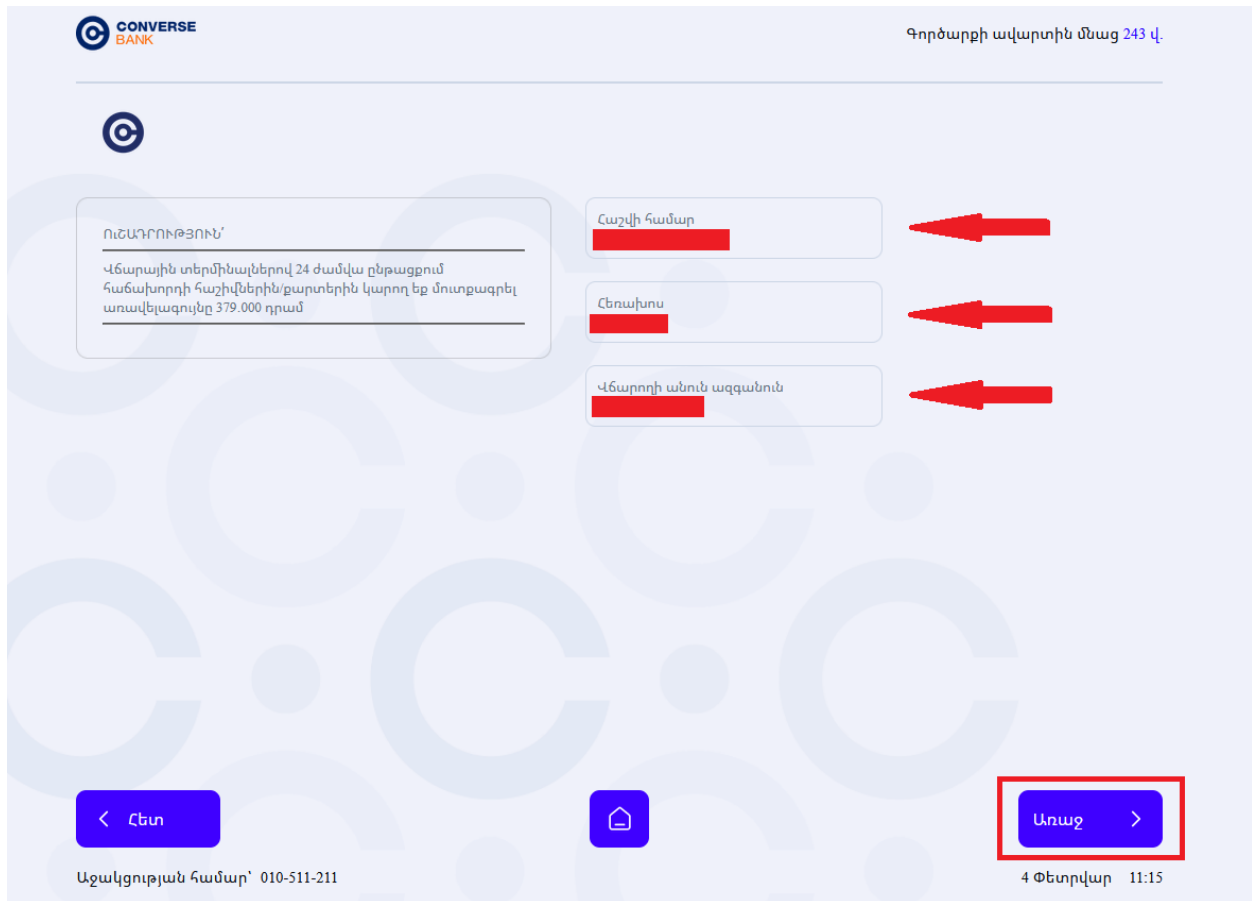 CONVERSE
BANK
Գործարքի ավարտին մնաց 243 վ.
ՈւՇԱԴՐՈՒԹՅՈՒՆ՝
Վճարային տերմինալներով 24 ժամվա ընթացքում
հաճախորդի հաշիվներին/քարտերին կարող եք մուտքագրել
առավելագույնը 379.000 դրամ
Հաշվի համար
Հեռախոս
Վճարողի անուն ազգանուն
Հետ
Առաջ
Աջակցության համար՝ 010-511-211
4 Փետրվար 11:15